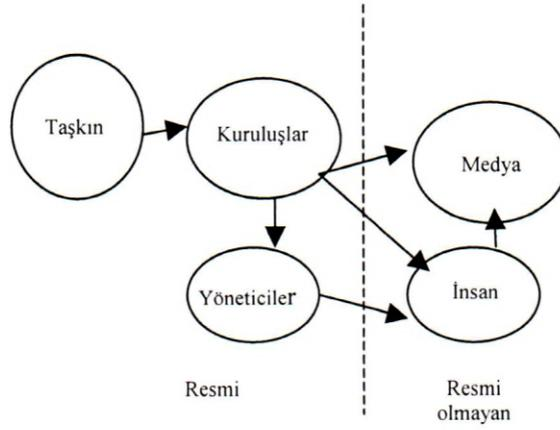 Taşkın
Kuruluşlar
Medya
Yöneticiler
İnsan
Resmi
Resmi
olmayan